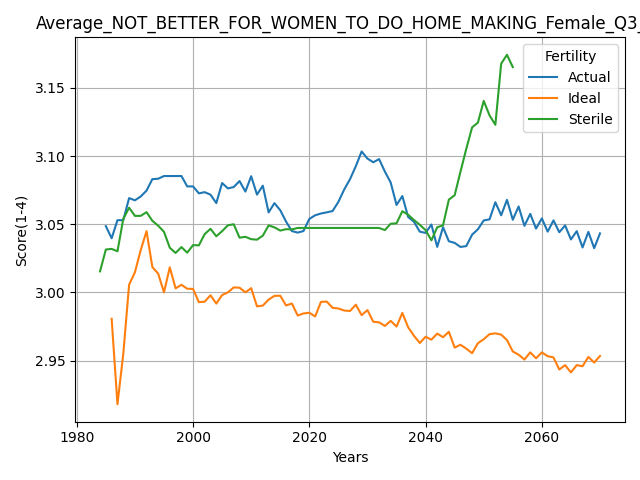 Average_NOT_BETTER_FOR_WOMEN_TO_DO_HOME_MAKING_Female_Q3_
Fertility
Actual
Ideal
Sterile
Score(1-4)
3.15
3.10
3.05
3.00
2.95
1980
2000
2020
2040
2060
Years